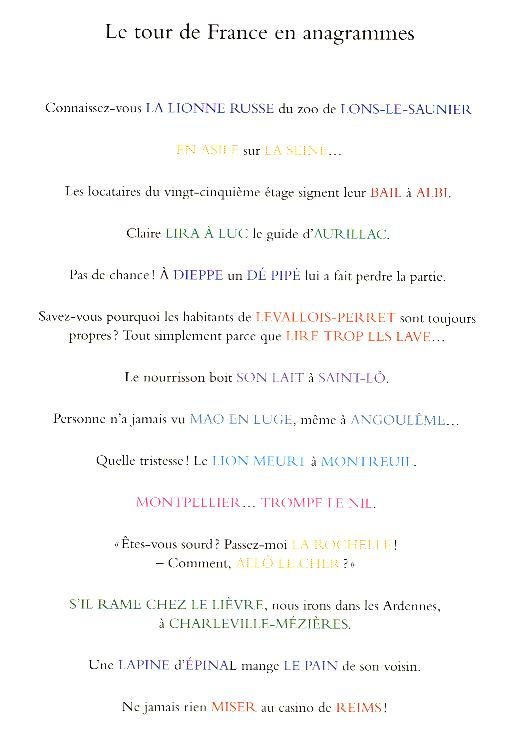 Le tour de France en anagrammes
Connaissez-vous LA LIONNE RUSSE du zoo de LONS-LE-SAUNIER
EN ASILE sur LA SEINE...
Les locataires du vingt-cinquième étage signent leur BAIL à ALBI.
Claire LIRA À LUC le guide d'AURILLAC.
Pas de chance ! À DIEPPE un DÉ PIPÉ lui a fait perdre la partie.
Savez-vous pourquoi les habitants de LEVALLOIS-PERRET sont toujours
propres ? Tout simplement parce que LIRE TROP LES LAVE...
Le nourrisson boit SON LAIT à SAINT-LÔ.
Personne n'a jamais vu MAO EN LUGE, même à ANGOULÊME...
Quelle tristesse ! Le LION MEURT à MONTREUIL.
MONTPELLIER... TROMPE LE NIL.
« Êtes-vous sourd ? Passez-moi LA ROCHELLE !
– Comment, ALLÔ LE CHER ? »
S'IL RAME CHEZ LE LIÈVRE, nous irons dans les Ardennes,
à CHARLEVILLE-MÉZIÈRES.
Une LAPINE d'ÉPINAL mange LE PAIN de son voisin.
Ne jamais rien MISER au casino de REIMS !